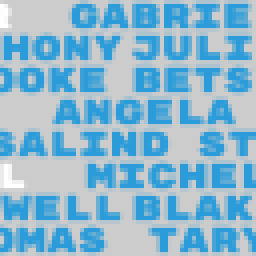 R GABRIE
HONY JULI
OOKE BETS
ANGELA
SALIND ST
L MICHEL
WELL BLAK
OMAS TARY